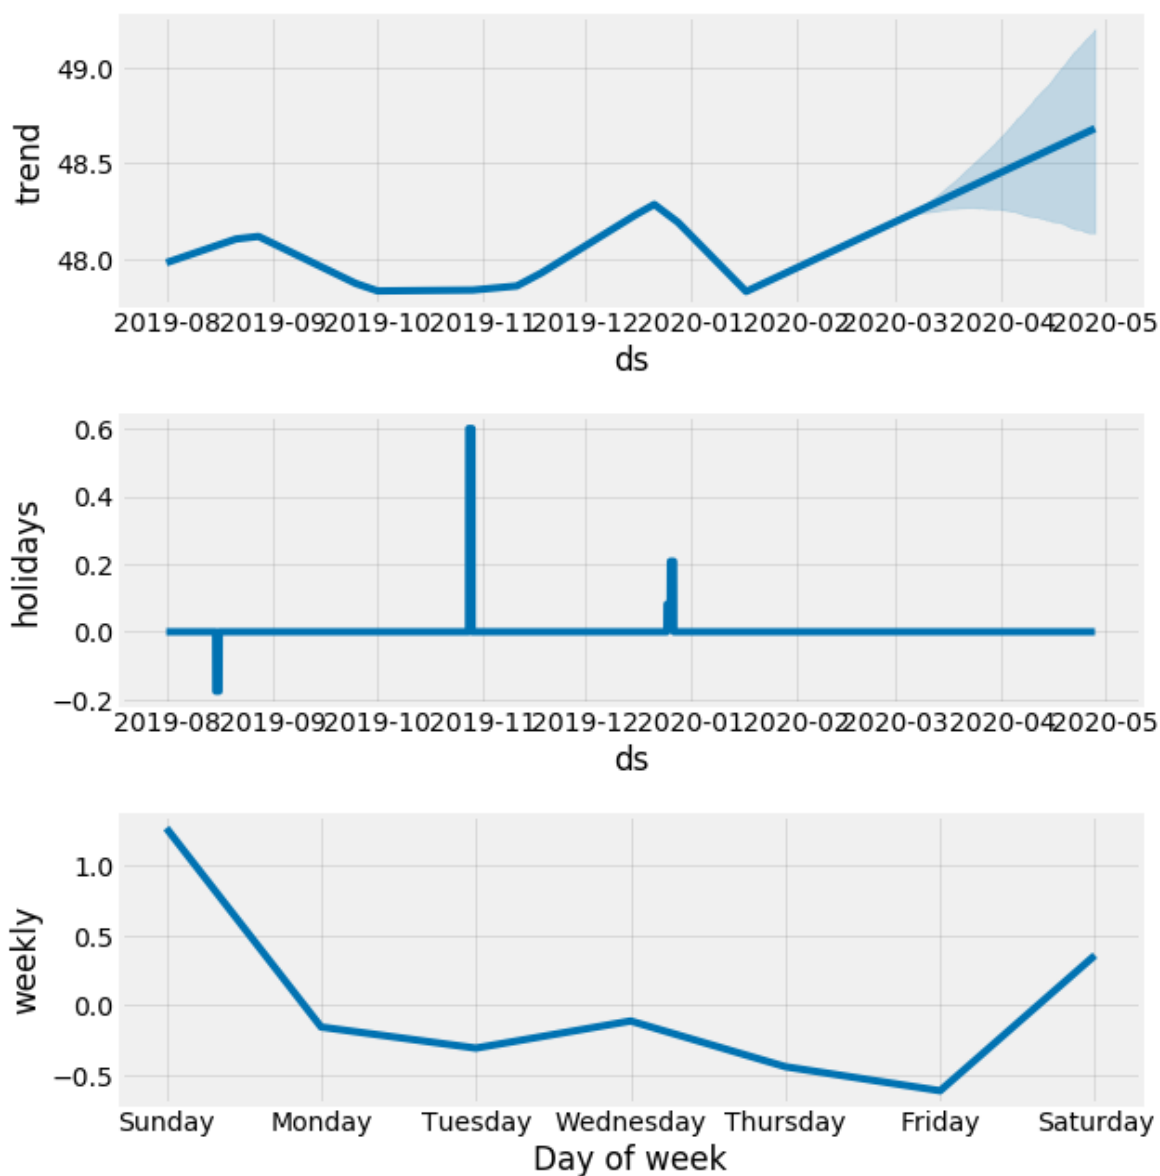 49.0
48.5
48.0
trend
2019-08 2019-09 2019-10 2019-11 2019-12 2020-01 2020-02 2020-03 2020-04 2020-05
ds
0.6
0.4
0.2
0.0
−0.2
holidays
2019-08 2019-09 2019-10 2019-11 2019-12 2020-01 2020-02 2020-03 2020-04 2020-05
ds
1.0
0.5
0.0
−0.5
weekly
Sunday Monday Tuesday Wednesday Thursday Friday Saturday
Day of week